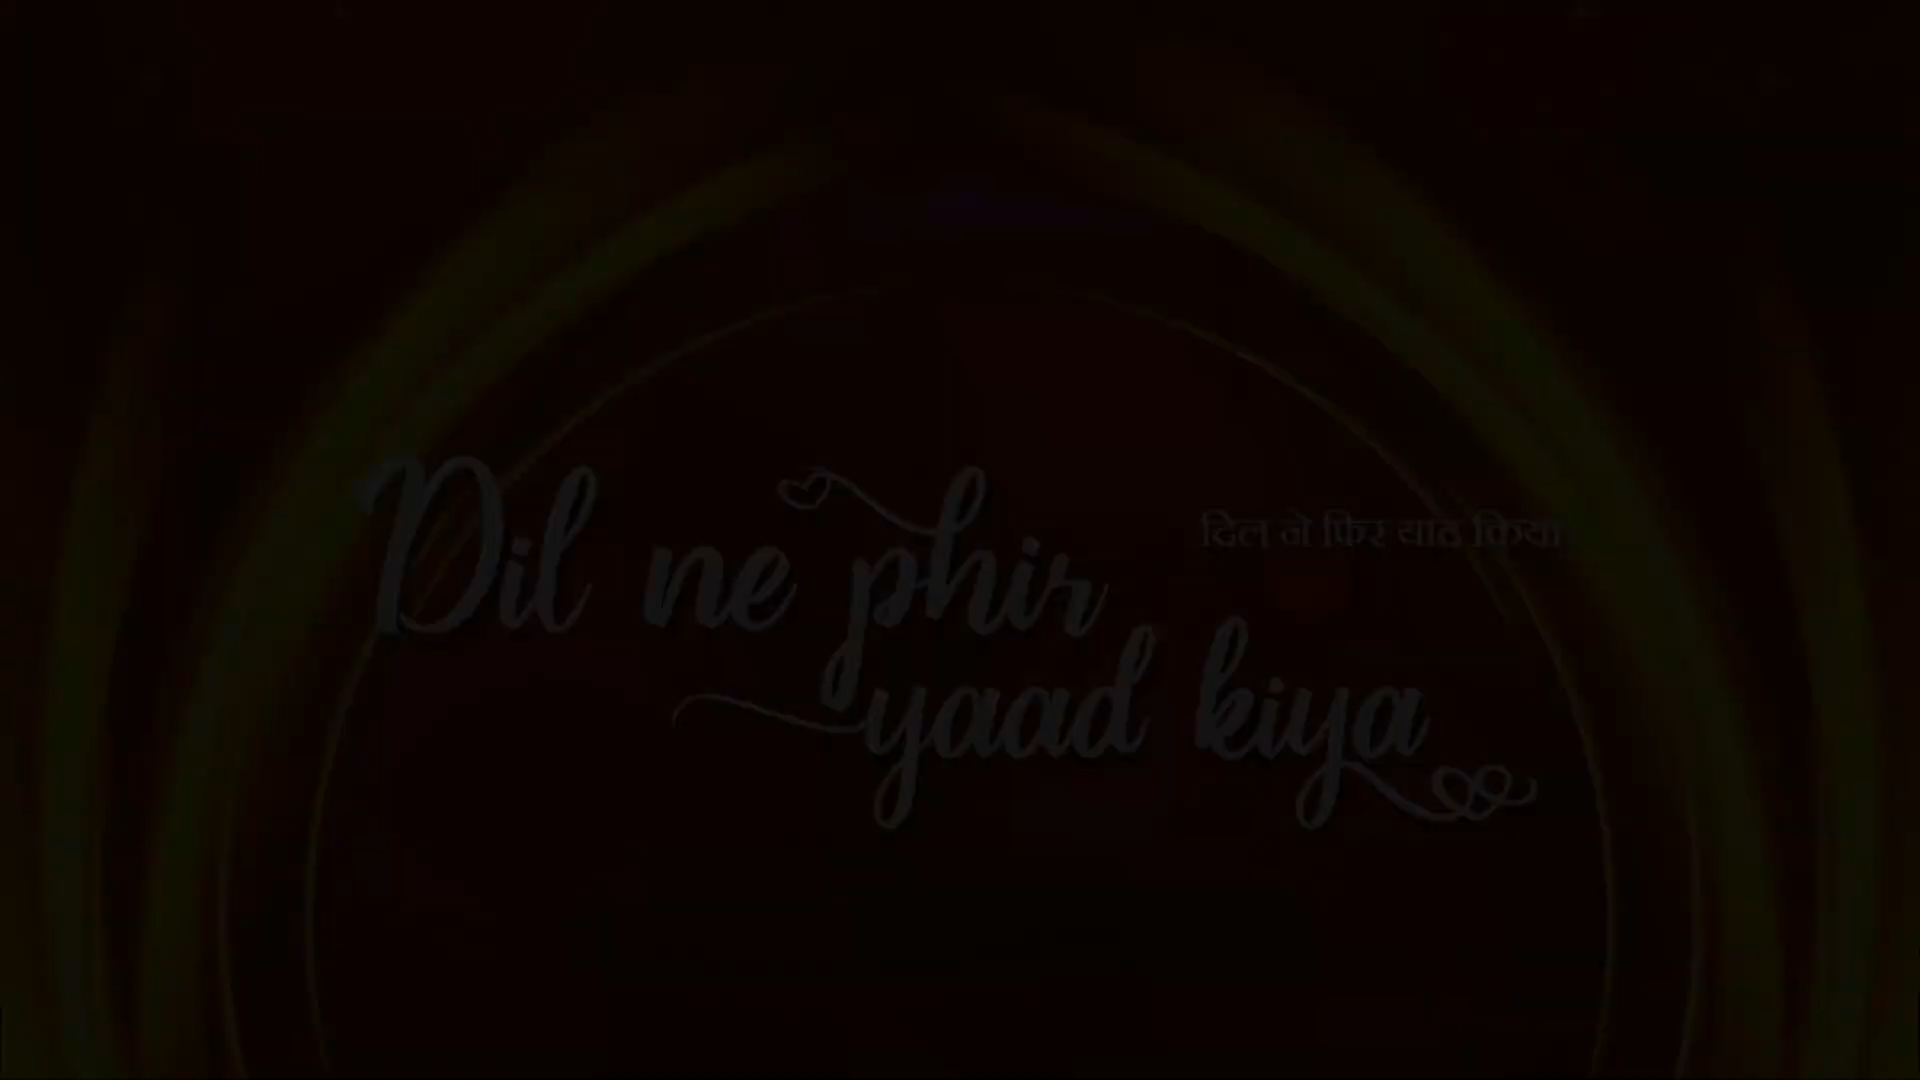 Dil ne phir
दिल ने फिर याद किया
yaad kiya